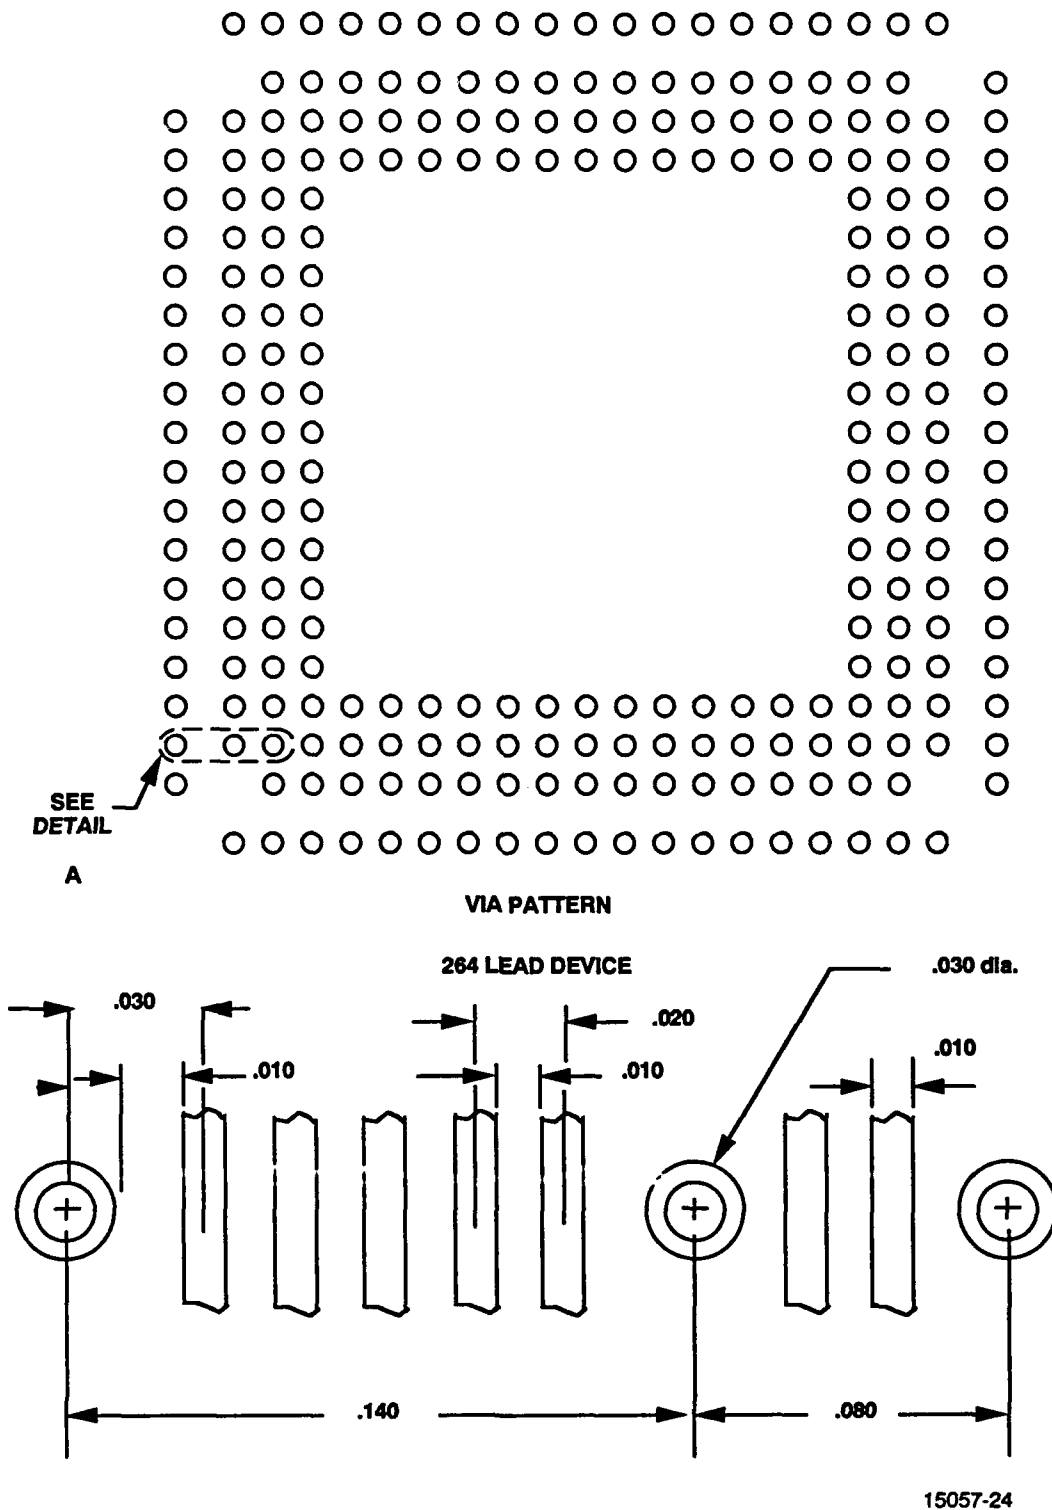 SEE
DETAIL
A
VIA PATTERN
264 LEAD DEVICE
.030 dia.
.030
.020
.010
.010
.010
.140
.080
15057-24